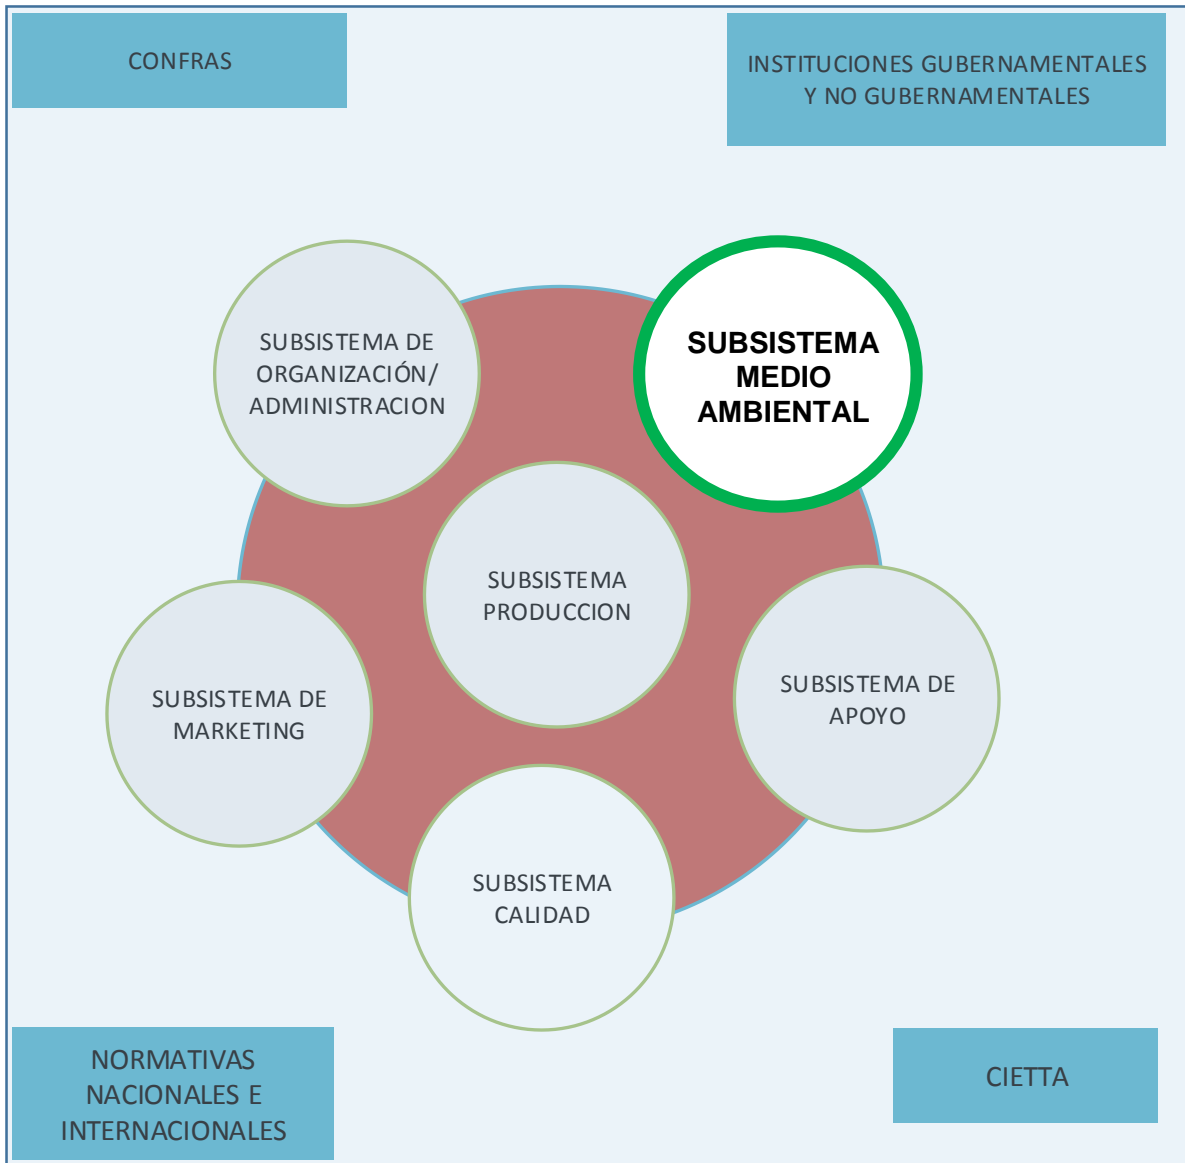 CONFRAS
INSTITUCIONES GUBERNAMENTALES
Y NO GUBERNAMENTALES
SUBSISTEMA DE
ORGANIZACIÓN/
ADMINISTRACION
SUBSISTEMA
MEDIO
AMBIENTAL
SUBSISTEMA
PRODUCCION
SUBSISTEMA DE
MARKETING
SUBSISTEMA DE
APOYO
SUBSISTEMA
CALIDAD
NORMATIVAS
NACIONALES E
INTERNACIONALES
CIETTA